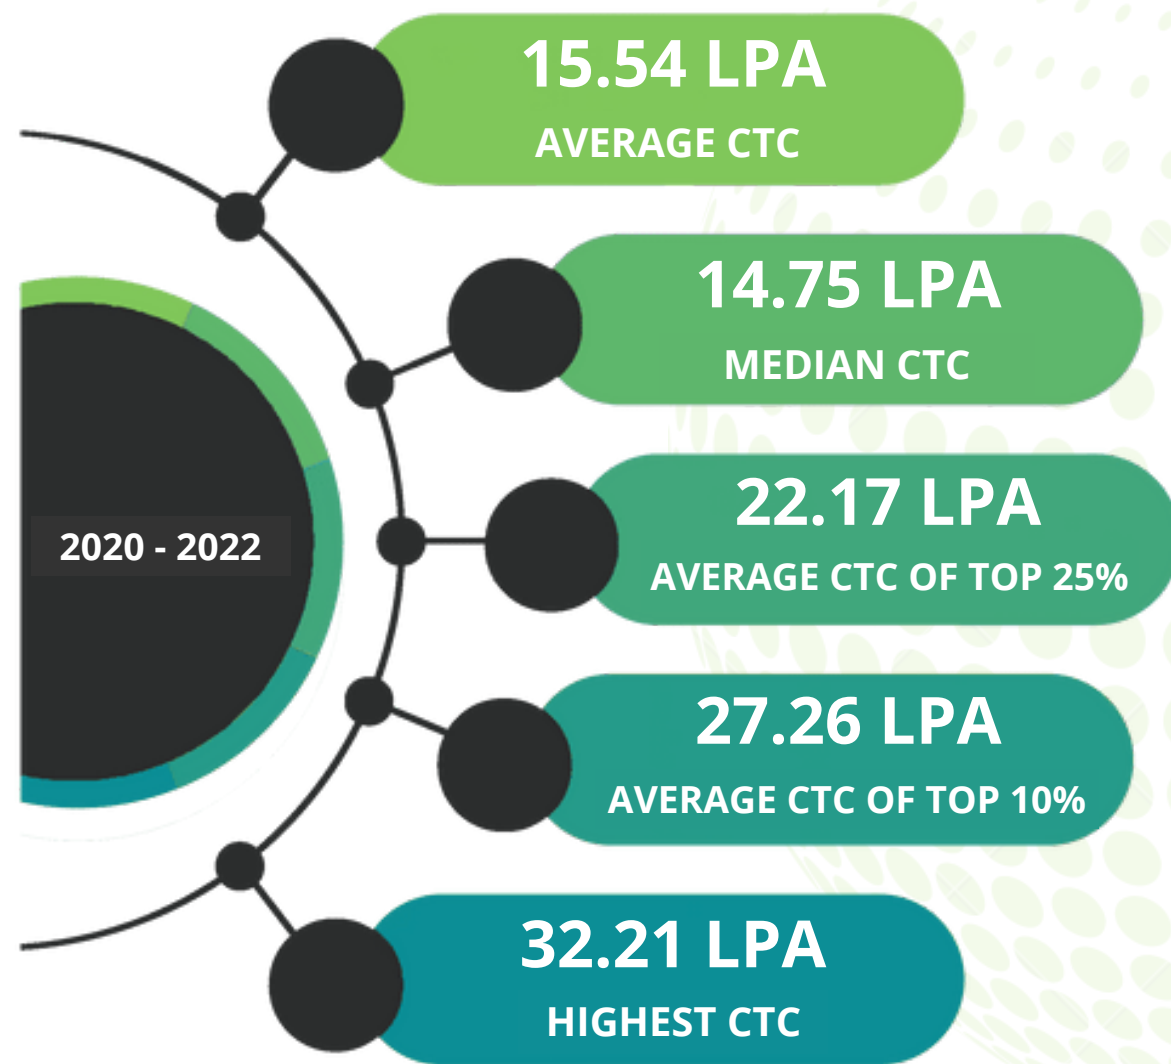 15.54 LPA
AVERAGE CTC
14.75 LPA
MEDIAN CTC
22.17 LPA
AVERAGE CTC OF TOP 25%
2020 - 2022
27.26 LPA
AVERAGE CTC OF TOP 10%
32.21 LPA
HIGHEST CTC